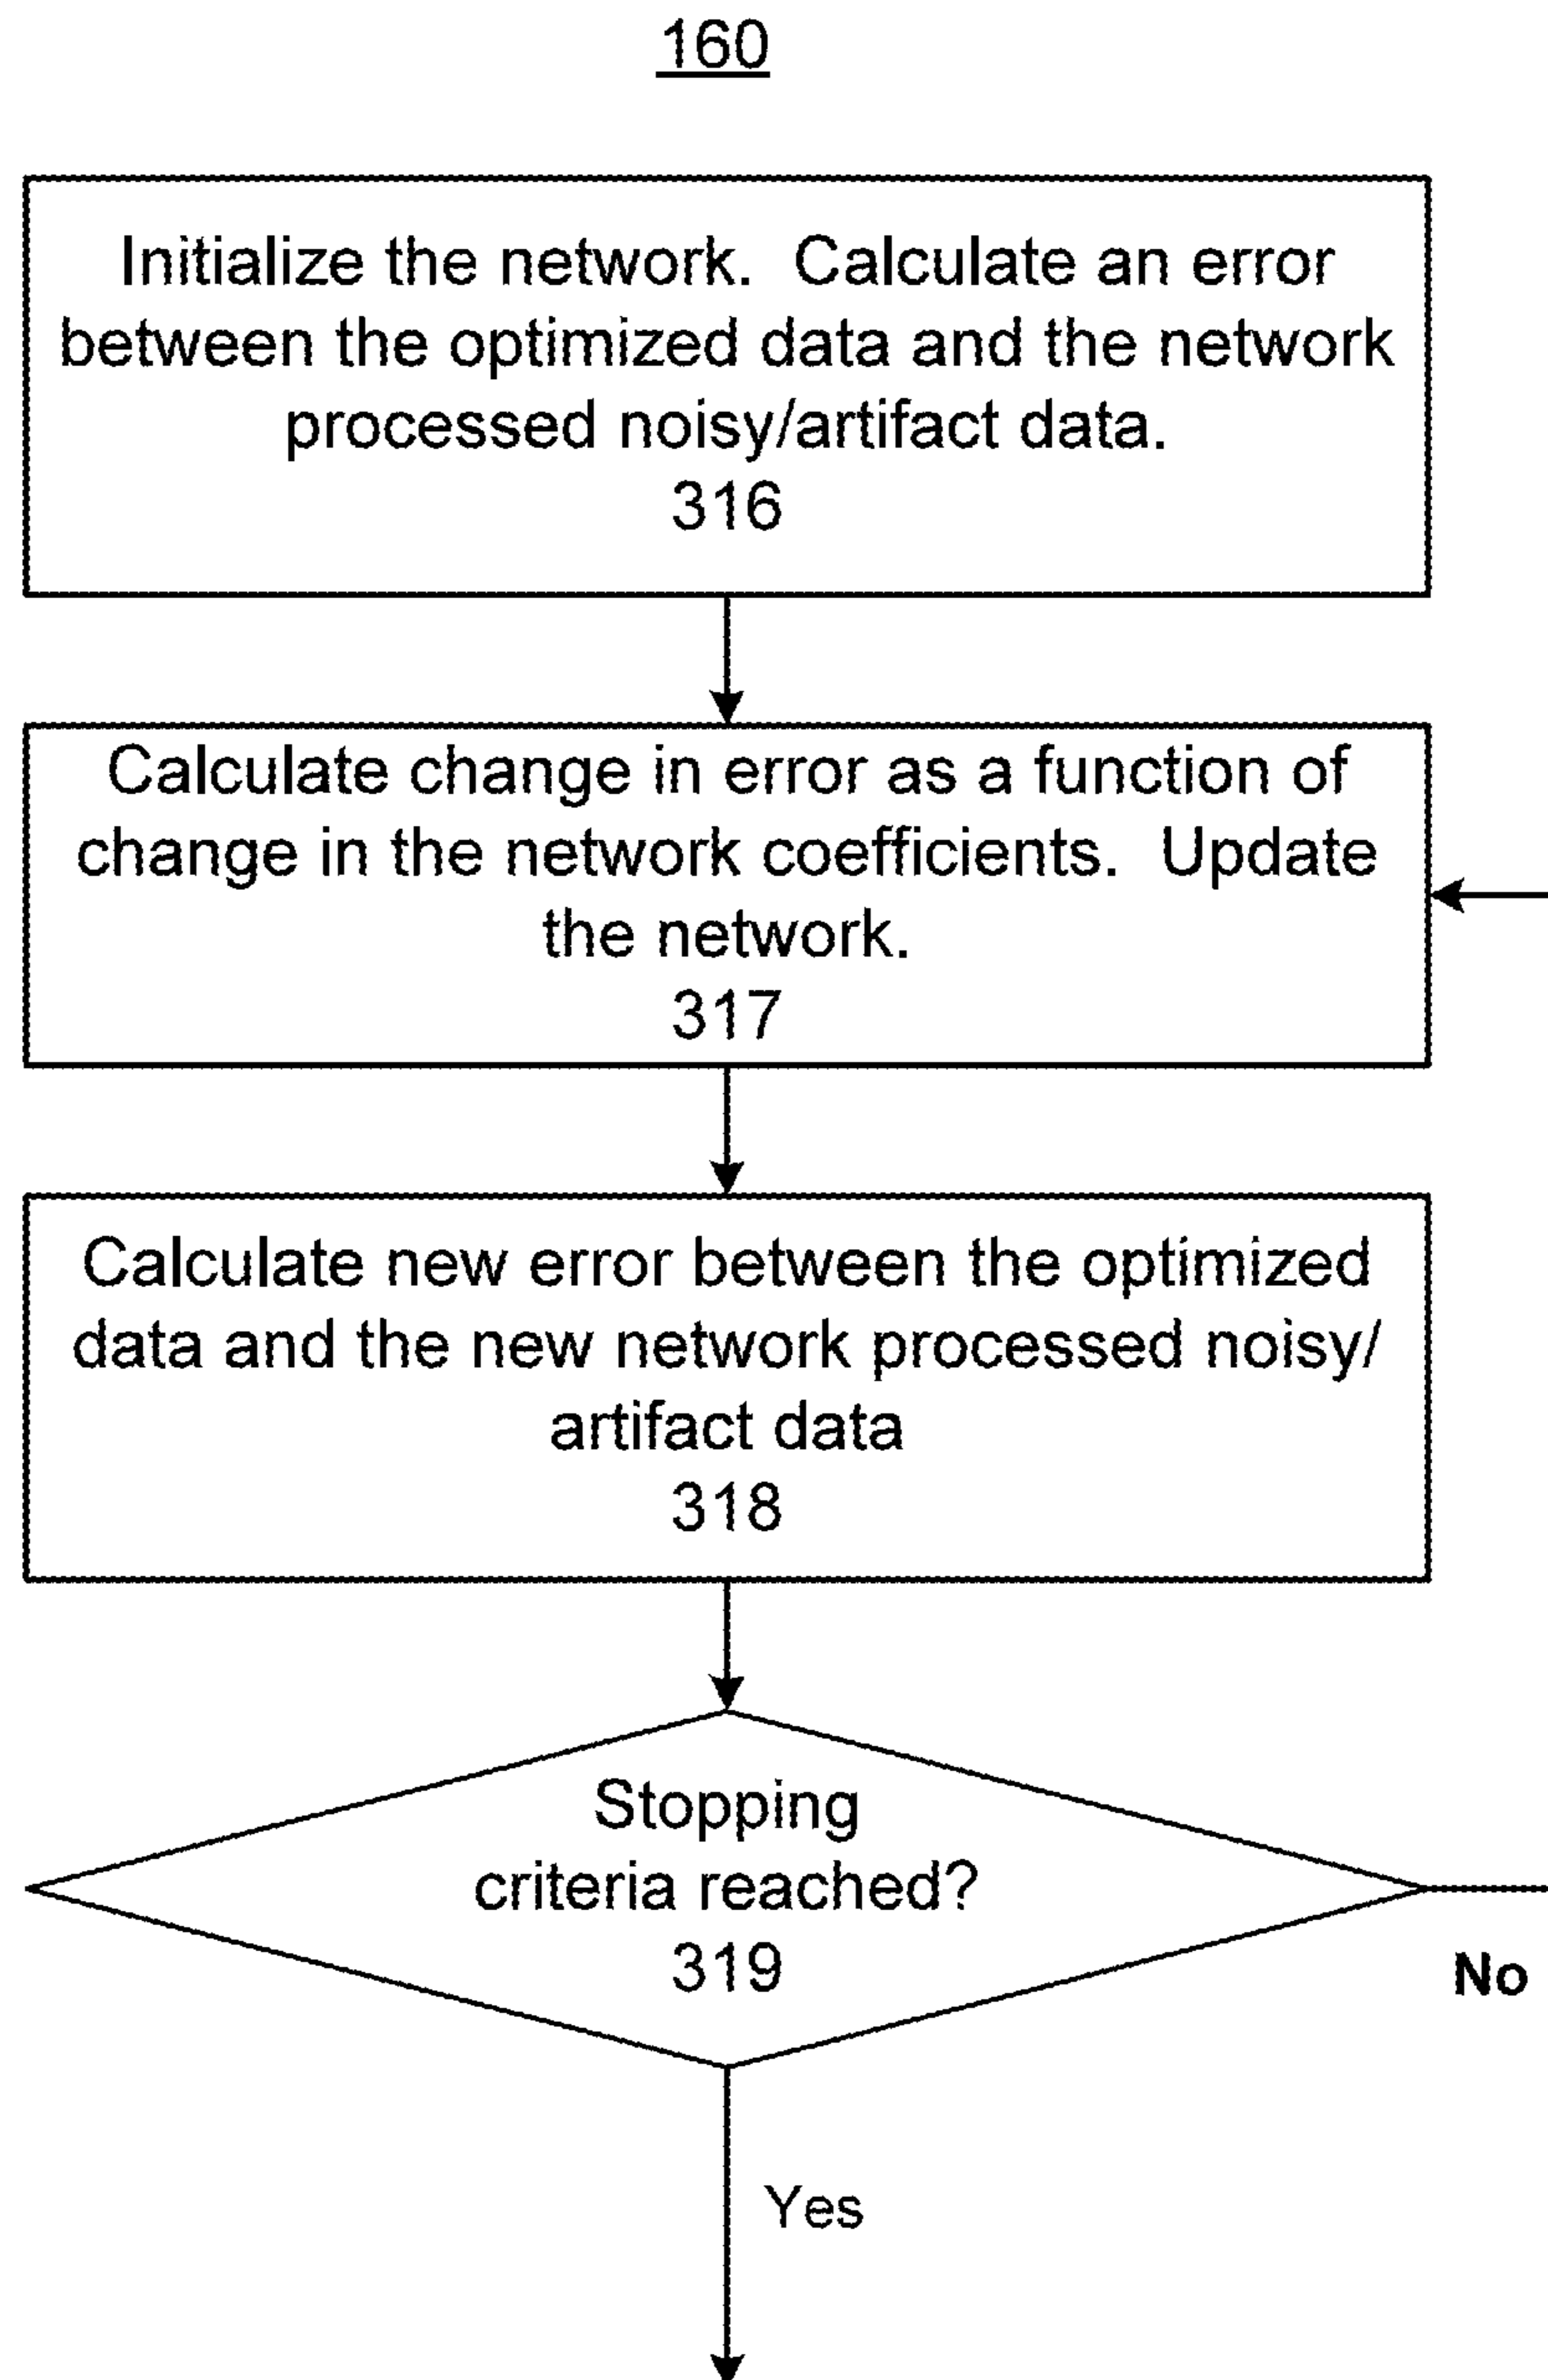 160
Initialize the network.  Calculate an error
between the optimized data and the network
processed noisy/artifact data.
316
Calculate change in error as a function of
change in the network coefficients.  Update
the network.
317
Calculate new error between the optimized
data and the new network processed noisy/
artifact data
318
Stopping
criteria reached?
319
No
Yes